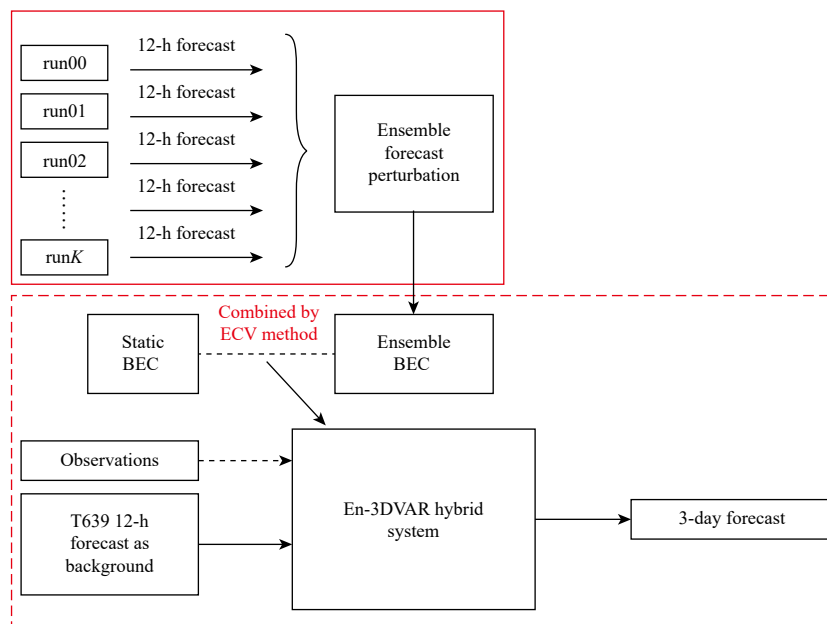 run00
12-h forecast
run01
12-h forecast
run02
12-h forecast
12-h forecast
runK
12-h forecast
Ensemble
forecast
perturbation
Combined by
ECV method
Static
BEC
Ensemble
BEC
Observations
T639 12-h
forecast as
background
En-3DVAR hybrid
system
3-day forecast